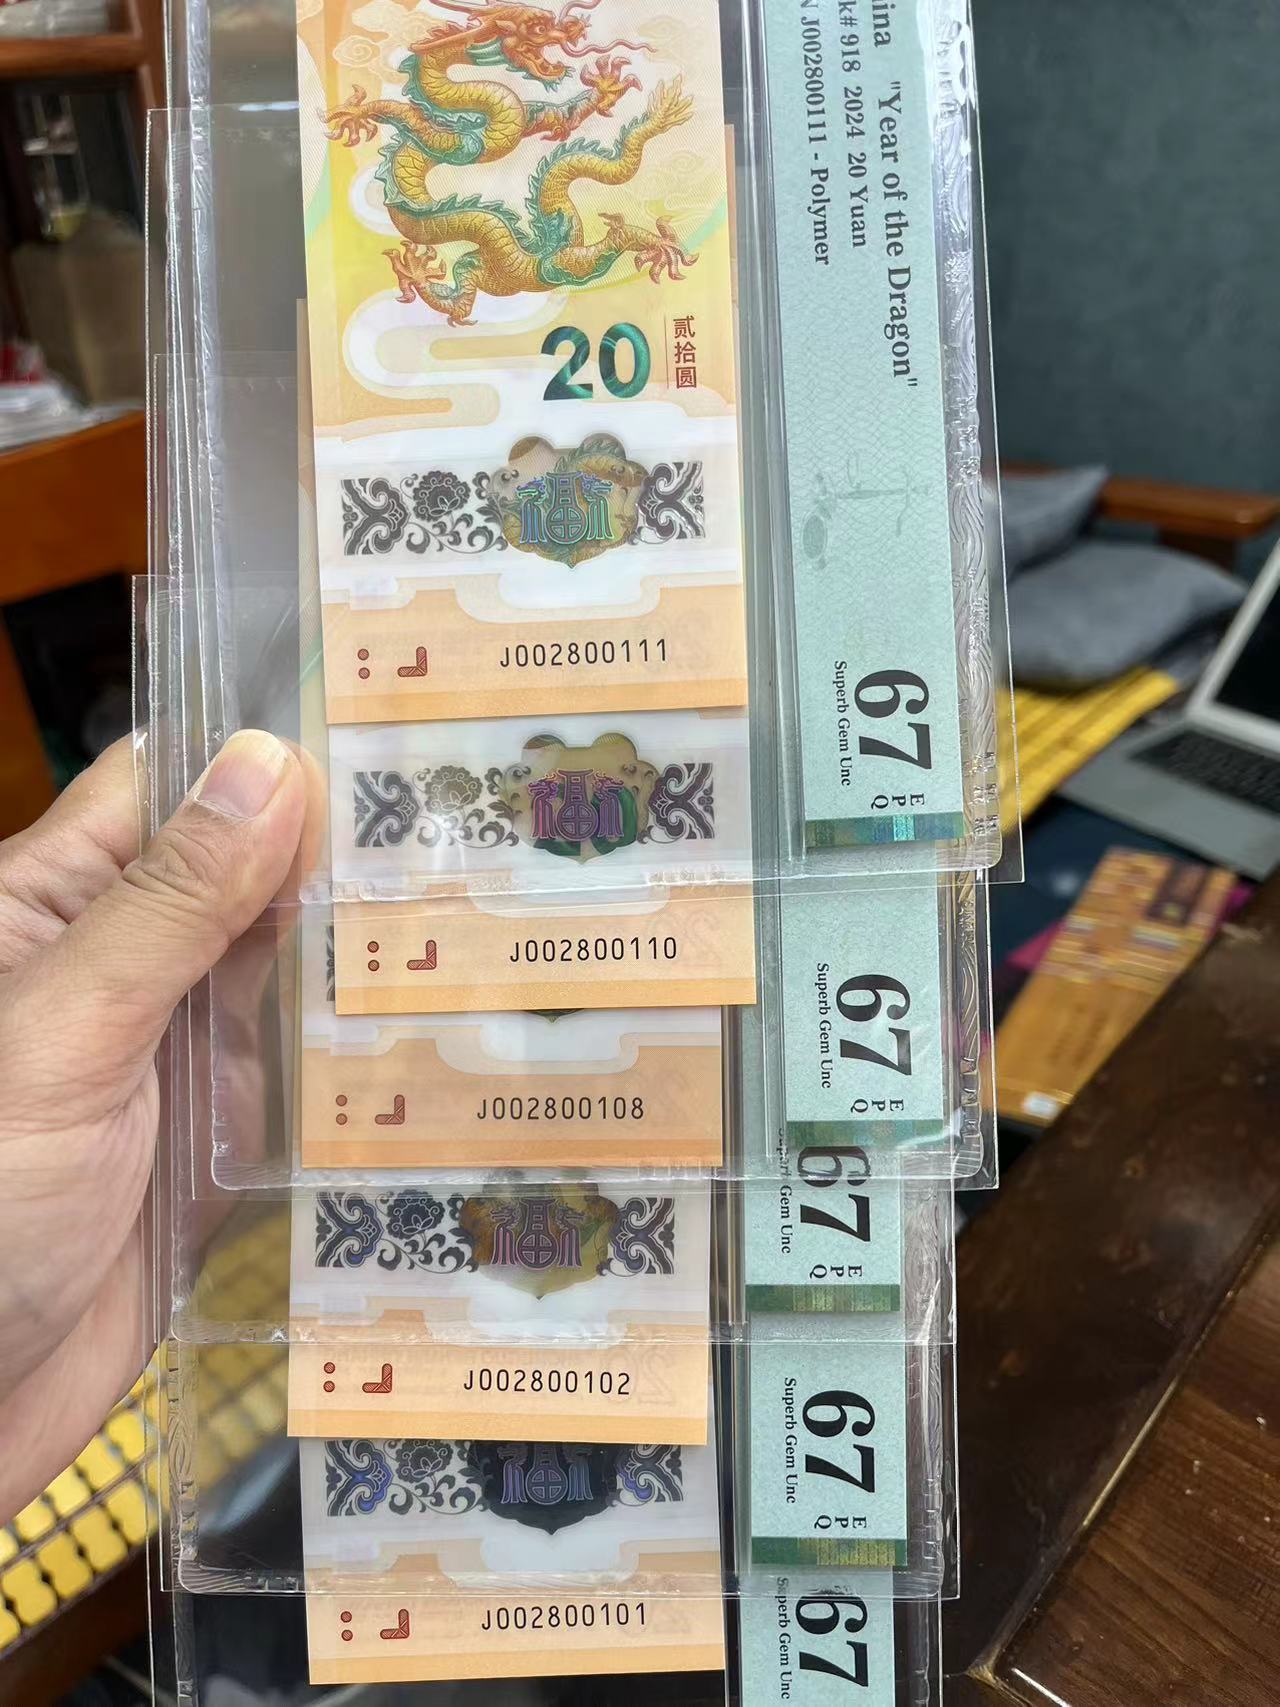 "Year of the Dragon"
918 2024 20 Yuan
J002800111 - Polymer
20
贰拾圆
福
J002800111
67
EPQ
Superb Gem Unc
福
J002800110
67
EPQ
Superb Gem Unc
J002800108
67
EPQ
Superb Gem Unc
福
J002800102
67
EPQ
Superb Gem Unc
福
J002800101
67
Superb Gem Unc